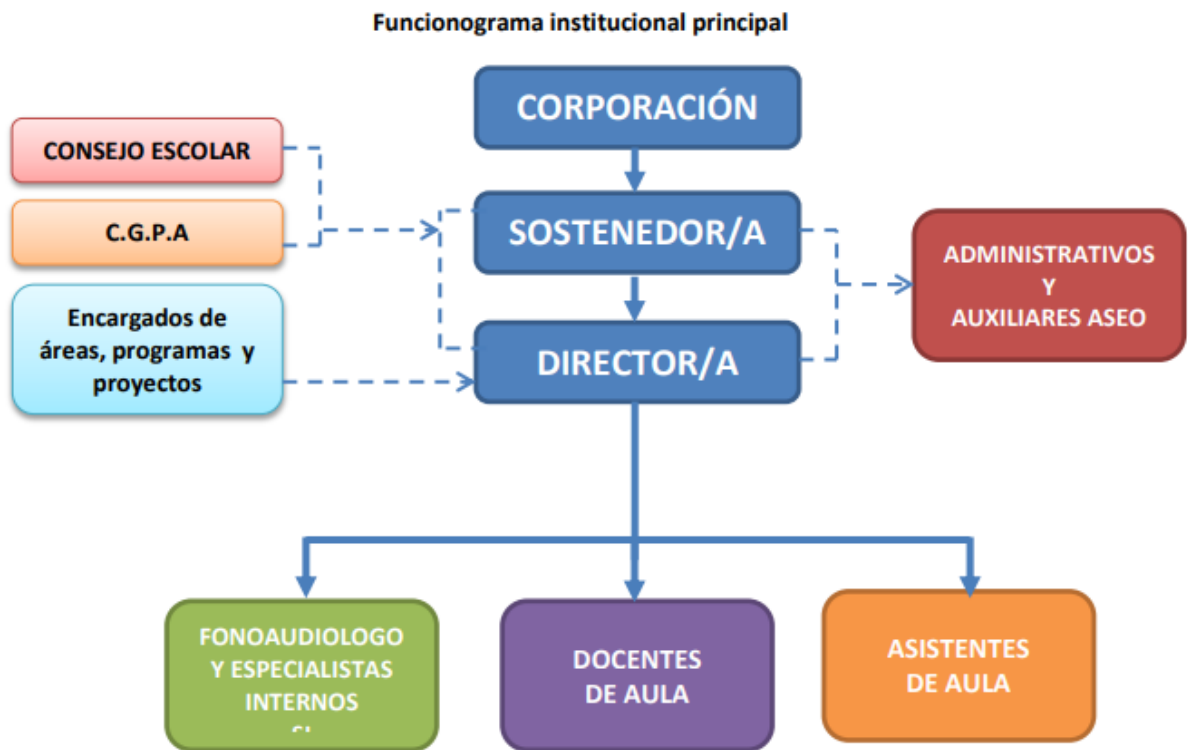 Funcionograma institucional principal
CORPORACIÓN
CONSEJO ESCOLAR
C.G.P.A
SOSTENEDOR/A
ADMINISTRATIVOS
Y
AUXILIARES ASEO
Encargados de
áreas, programas y
proyectos
DIRECTOR/A
FONOAUDIOLOGO
Y ESPECIALISTAS
INTERNOS
DOCENTES
DE AULA
ASISTENTES
DE AULA